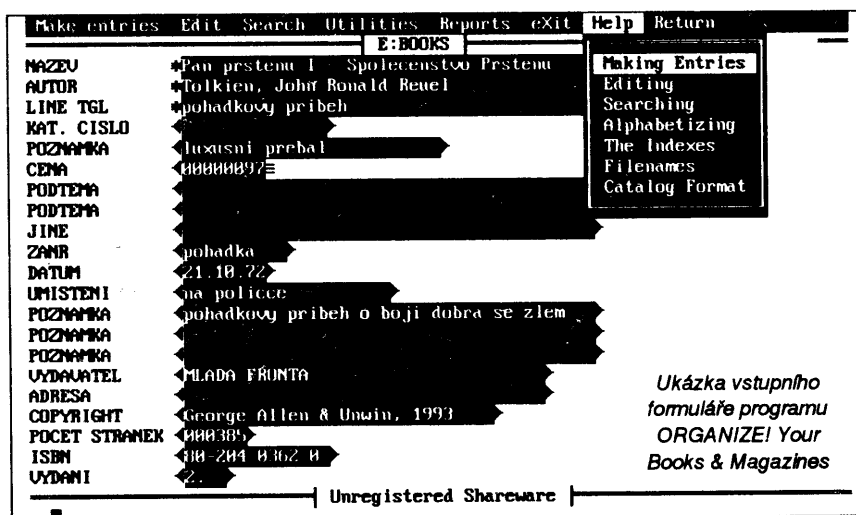 Make entries Edit Search Utilities Reports eXit Help Return
E:BOOKS
NAZEV *Pan prstenu I - Spolecenstvo Prstenu
AUTOR *Tolkien, John Ronald Reuel
LINE TGL *pohadkovy pribeh
KAT. CISLO
POZNAMKA luxusni prebal
CENA 00000097
PODTEMA
PODTEMA
JINE
ZANR pohadka
DATUM 21.10.72
UMISTENI na policce
POZNAMKA pohadkovy pribeh o boji dobra se zlem
POZNAMKA
POZNAMKA
VYDAVATEL MLADA FRONTA
ADRESA
COPYRIGHT George Allen & Unwin, 1993
POCET STRANEK 000385
ISBN 80-204 0362 0
VYDANI 2.
Unregistered Shareware
Making Entries
Editing
Searching
Alphabetizing
The Indexes
Filenames
Catalog Format
Ukázka vstupního
formuláře programu
ORGANIZE! Your
Books & Magazines